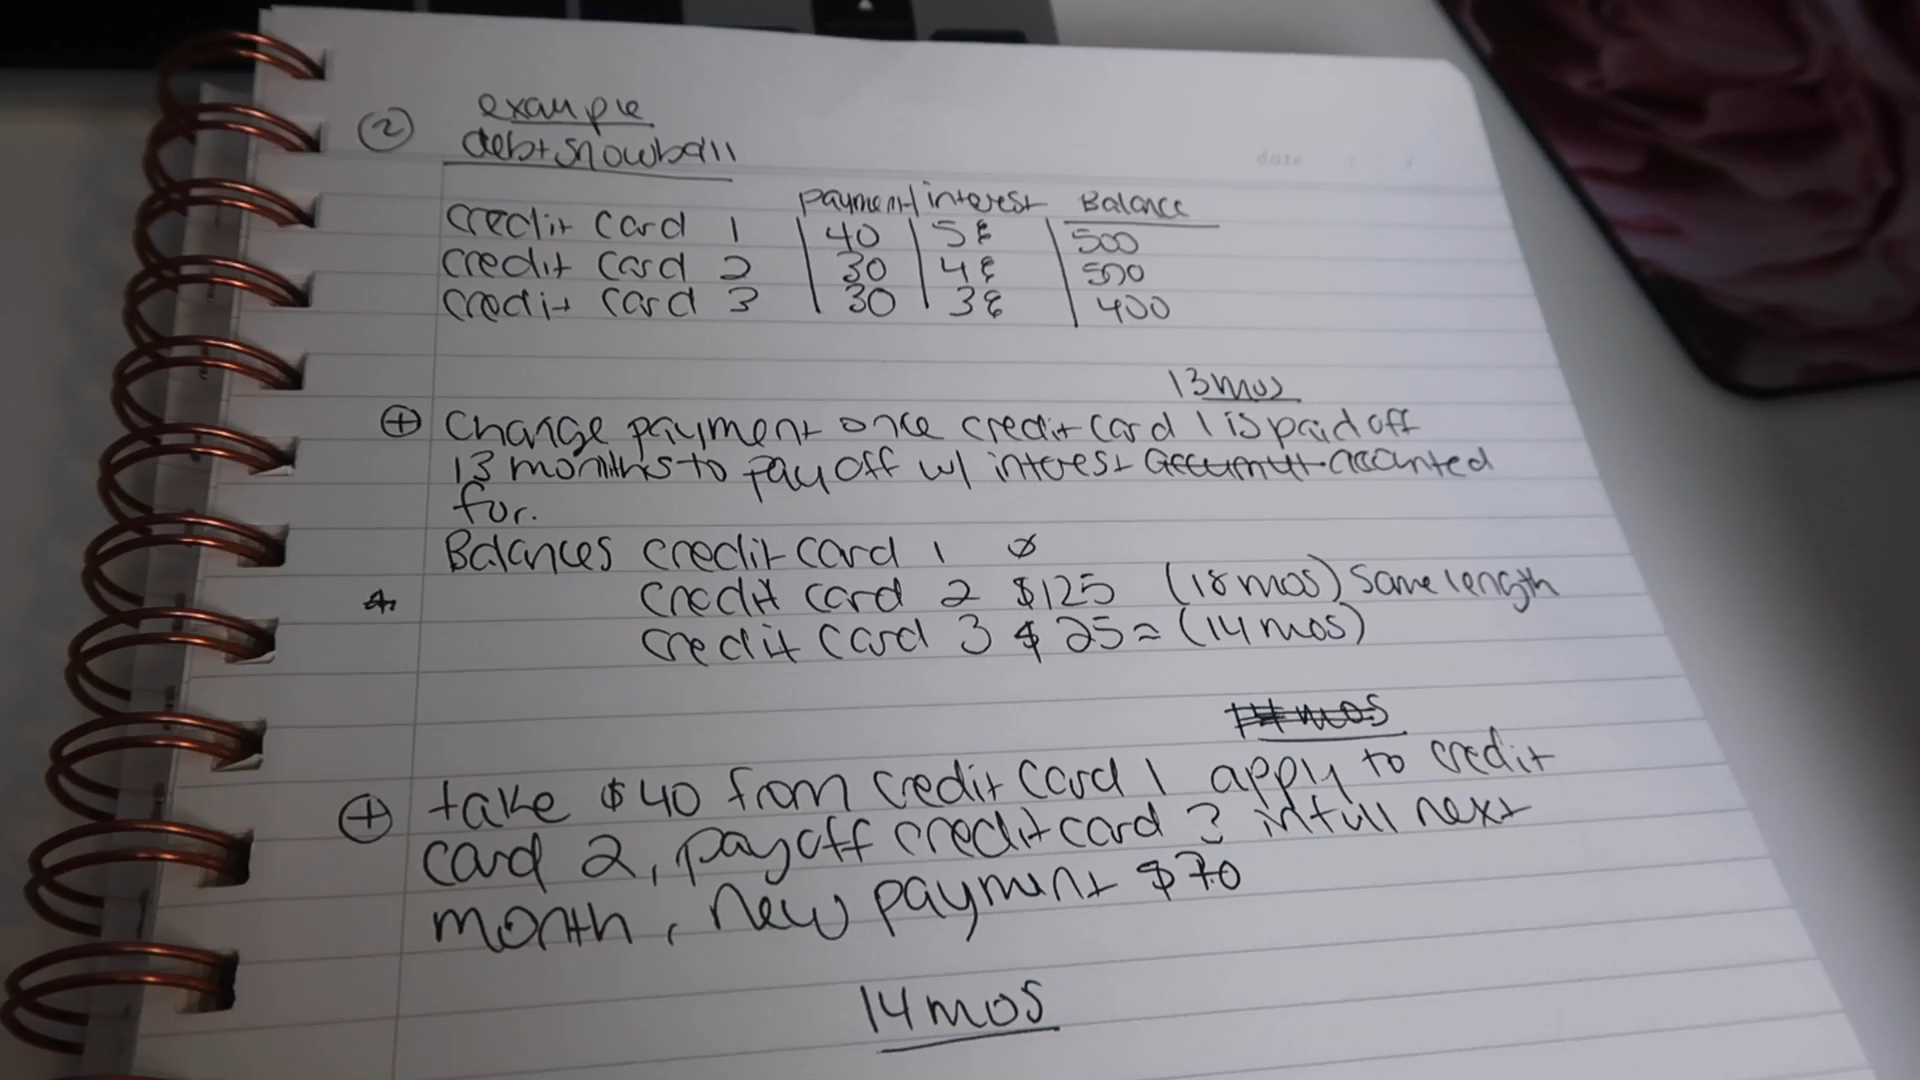 ② example
debt snowball
payment interest Balance
credit card 1 40 5% 500
credit card 2 30 4% 500
credit card 3 30 3% 400
date
13 mos
⊕ Change payment once credit card 1 is paid off
13 months to pay off w/ interest accounted
for.
Balances credit card 1 ∅
credit card 2 $125 (18 mos) same length
credit card 3 $25 = (14 mos)
14 mos
⊕ take $40 from credit card 1 apply to credit
card 2, payoff credit card 3 in full next
month, new payment $70
14 mos